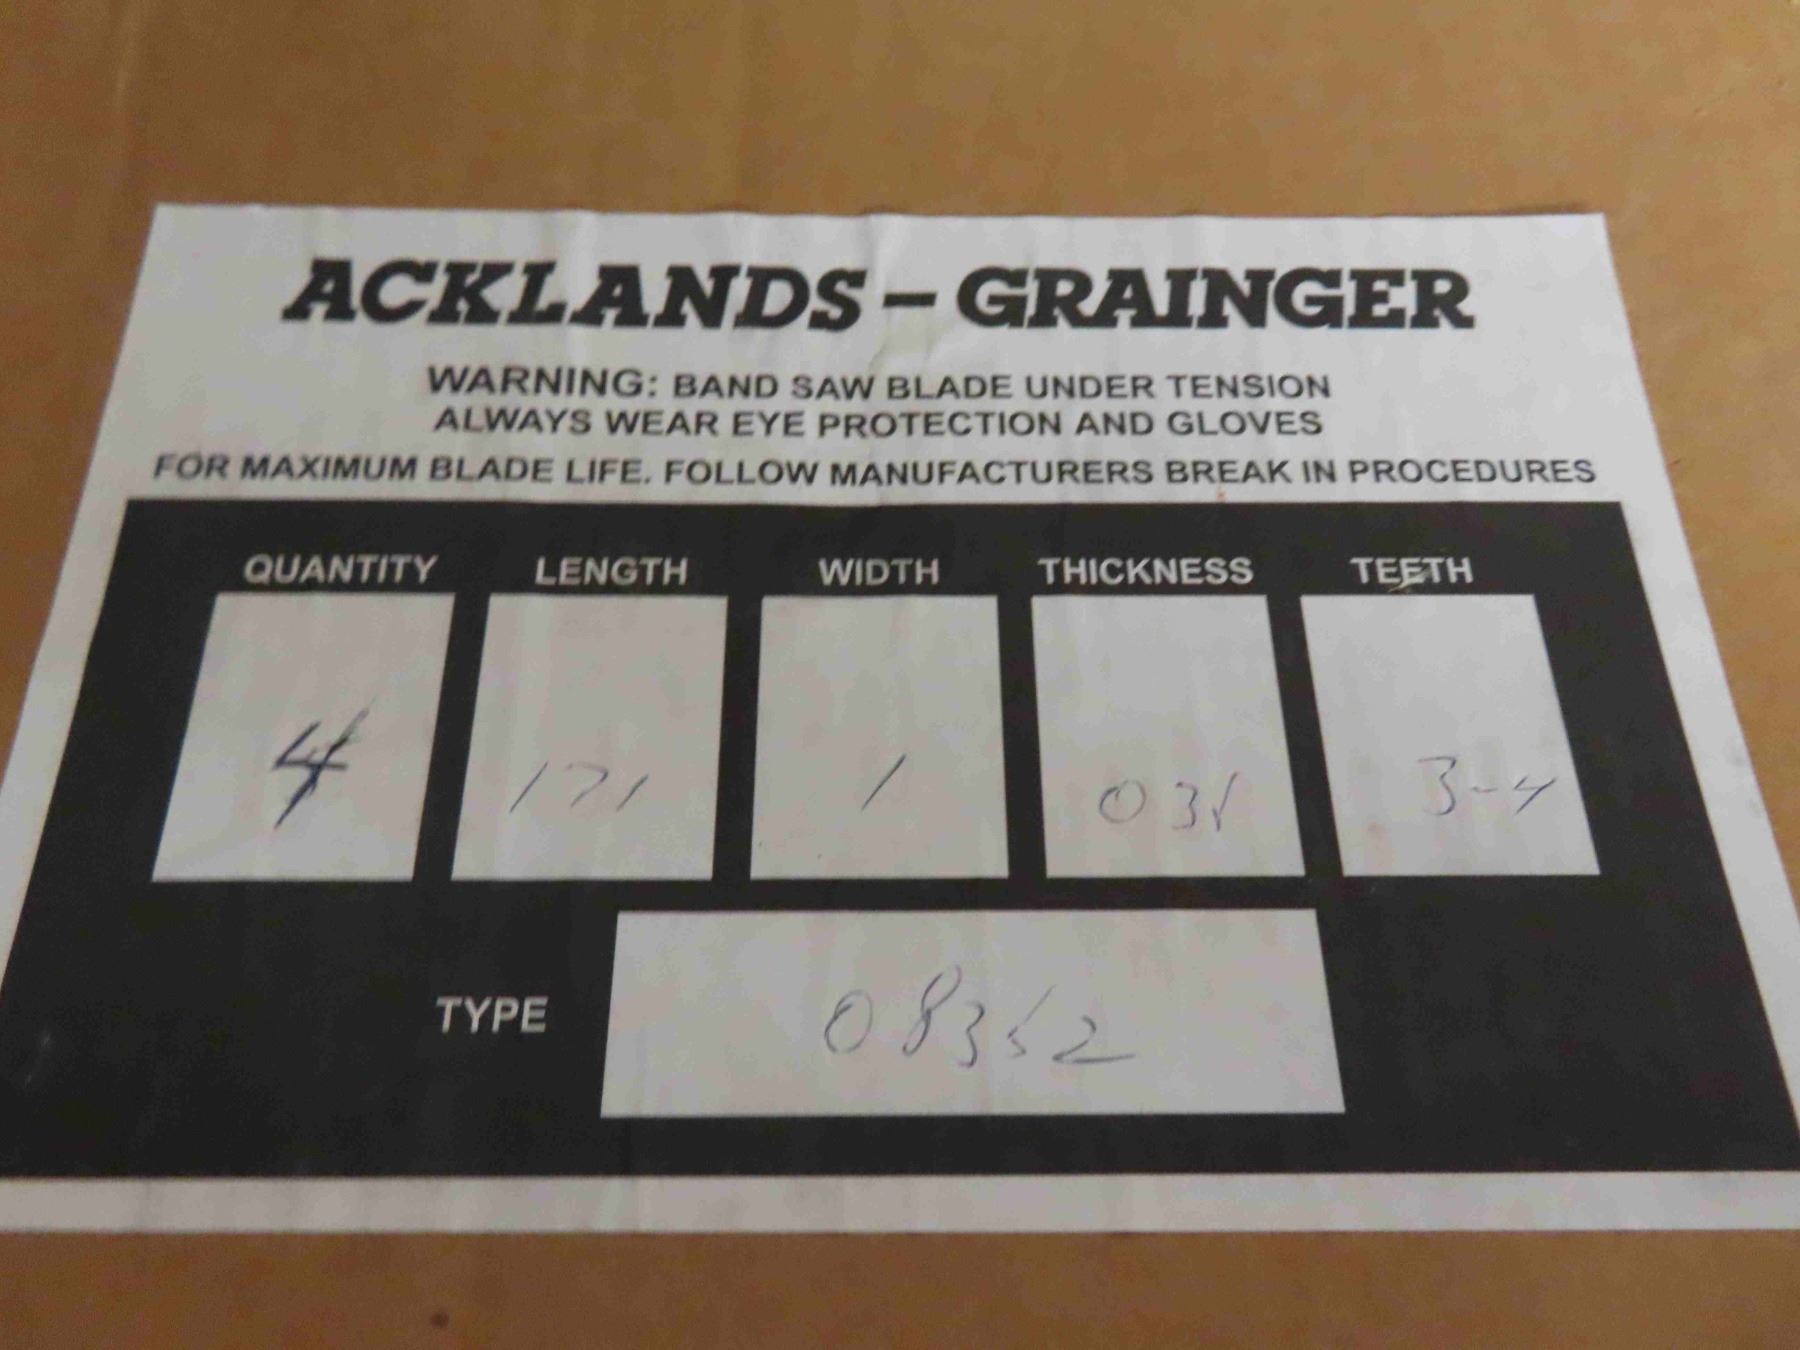 ACKLANDS - GRAINGER
WARNING: BAND SAW BLADE UNDER TENSION
ALWAYS WEAR EYE PROTECTION AND GLOVES
FOR MAXIMUM BLADE LIFE. FOLLOW MANUFACTURERS BREAK IN PROCEDURES
QUANTITY LENGTH WIDTH THICKNESS TEETH
4 171 1 035 3-4
TYPE 08352